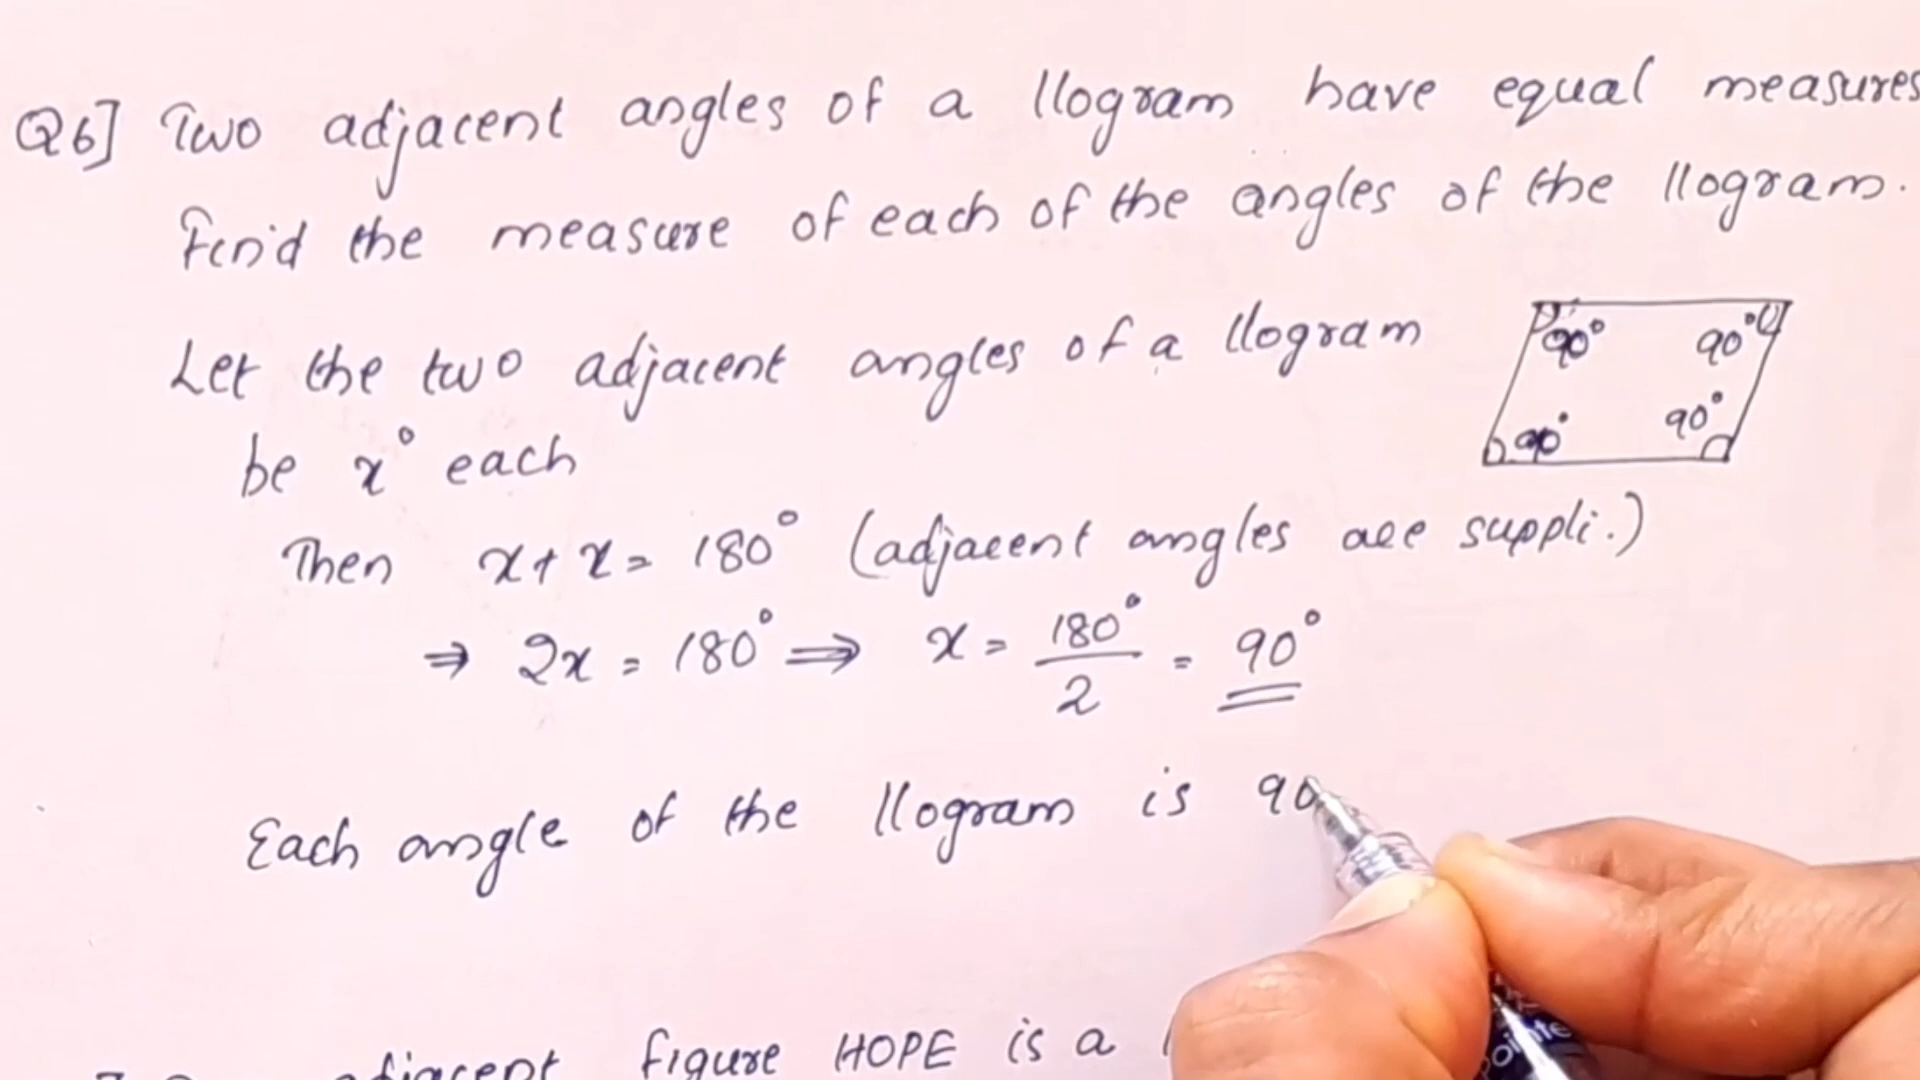 Q6] Two adjacent angles of a llogram have equal measures
Find the measure of each of the angles of the llogram.
Let the two adjacent angles of a llogram
be x° each
90° 90°
90° 90°
Then x + x = 180° (adjacent angles are suppli.)
⇒ 2x = 180° ⇒ x = 180°/2 = 90°
Each angle of the llogram is 90
figure HOPE is a